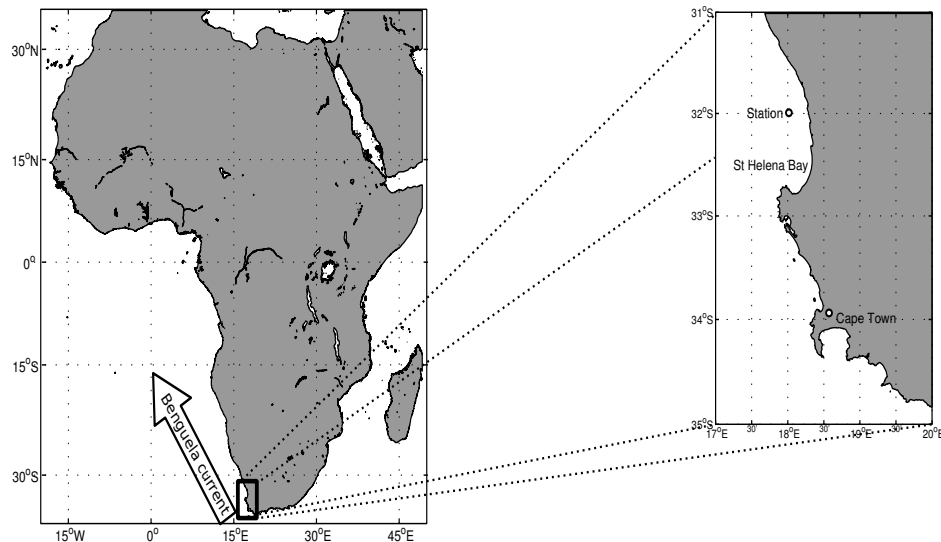 30°N
15°N
0°
15°S
30°S
15°W
0°
15°E
30°E
45°E
Benguela current
31°S
32°S
33°S
34°S
35°S
17°E
30'
18°E
30'
19°E
30'
20°E
Station
St Helena Bay
Cape Town